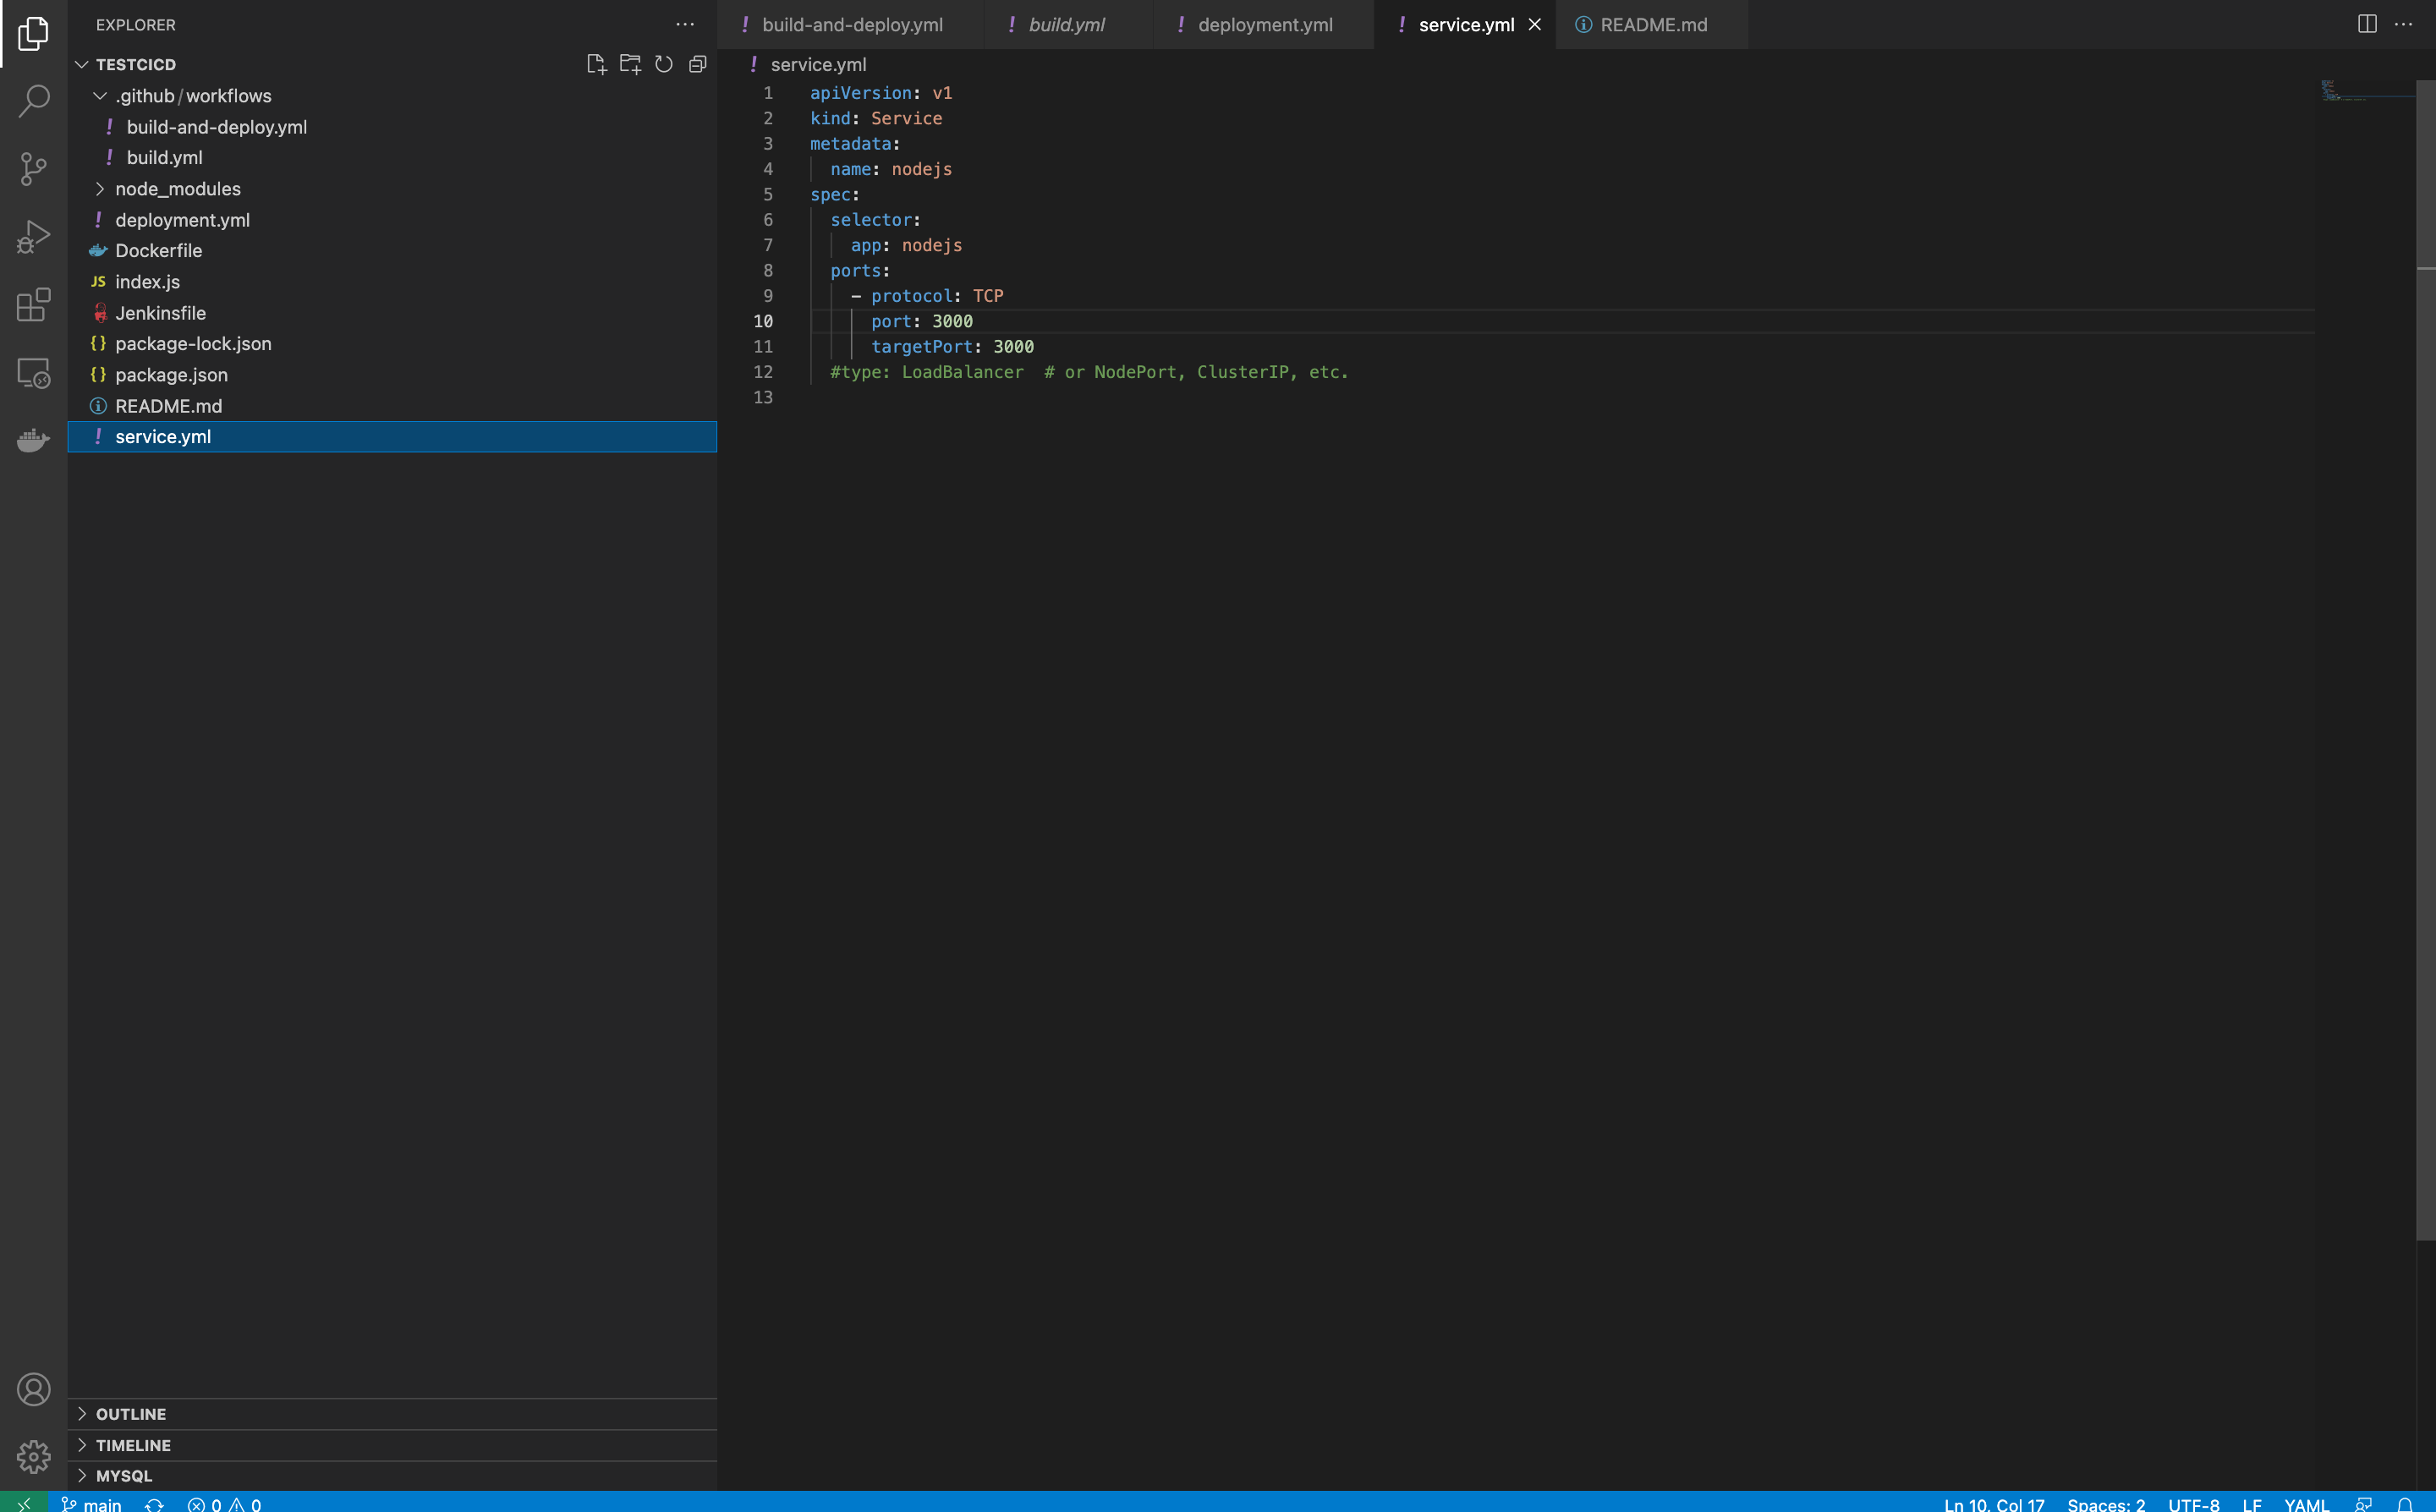 EXPLORER
TESTCICD
.github/workflows
build-and-deploy.yml
build.yml
node_modules
deployment.yml
Dockerfile
JS index.js
Jenkinsfile
{} package-lock.json
{} package.json
README.md
service.yml
OUTLINE
TIMELINE
MYSQL
build-and-deploy.yml build.yml deployment.yml service.yml README.md
service.yml
1 apiVersion: v1
2 kind: Service
3 metadata:
4   name: nodejs
5 spec:
6   selector:
7     app: nodejs
8   ports:
9     - protocol: TCP
10       port: 3000
11       targetPort: 3000
12   #type: LoadBalancer  # or NodePort, ClusterIP, etc.
13
main 0 0 Ln 10, Col 17 Spaces: 2 UTF-8 LF YAML